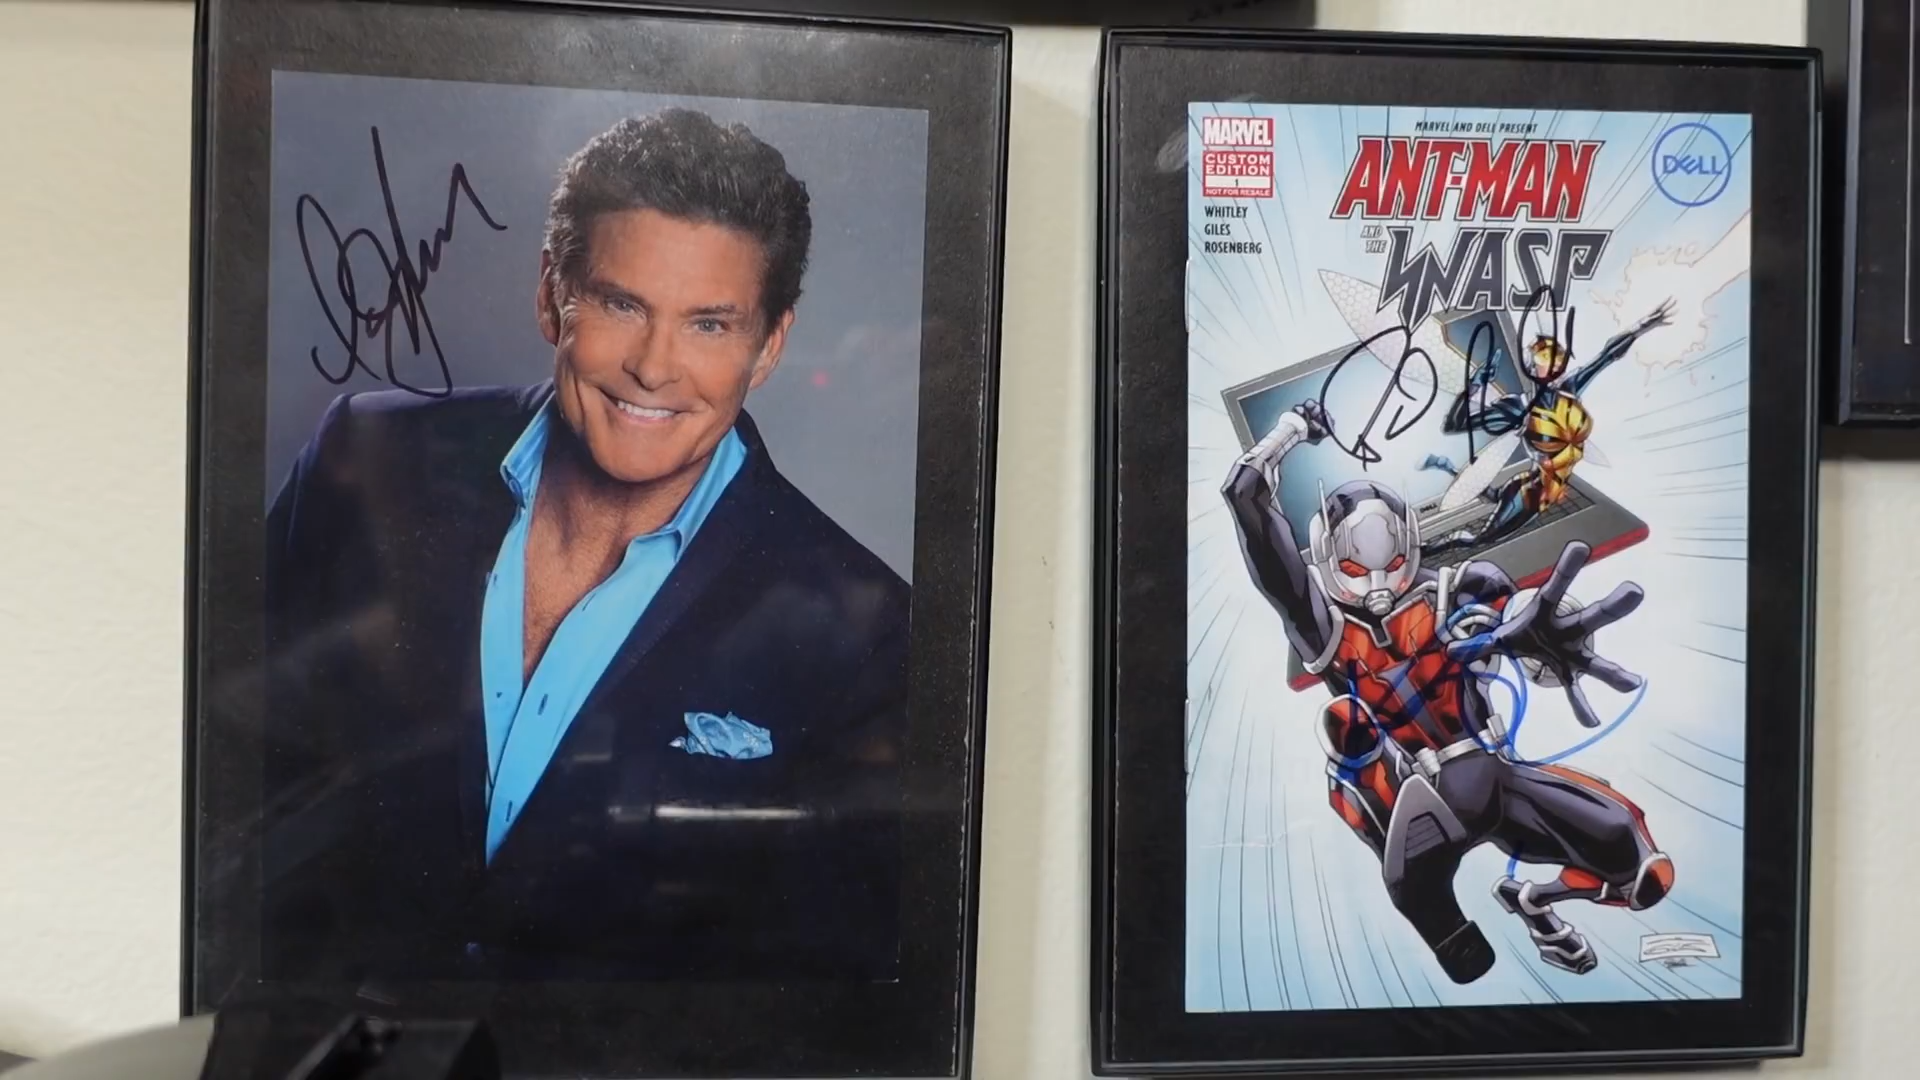 MARVEL
CUSTOM
EDITION
1
NOT FOR RESALE
WHITLEY
GILES
ROSENBERG
MARVEL AND DELL PRESENT
ANT-MAN
AND
THE
WASP
DELL
DELL